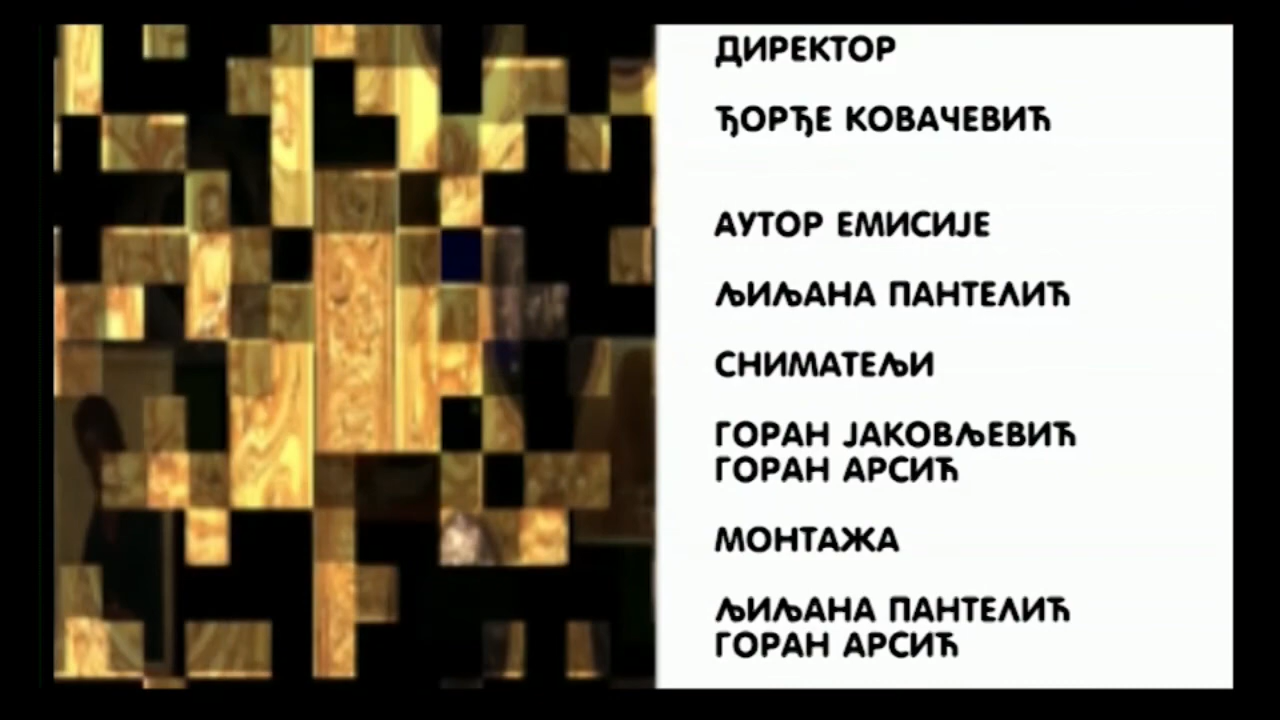 ДИРЕКТОР
ЂОРЂЕ КОВАЧЕВИЋ
АУТОР ЕМИСИЈЕ
ЉИЉАНА ПАНТЕЛИЋ
СНИМАТЕЉИ
ГОРАН ЈАКОВЉЕВИЋ
ГОРАН АРСИЋ
МОНТАЖА
ЉИЉАНА ПАНТЕЛИЋ
ГОРАН АРСИЋ